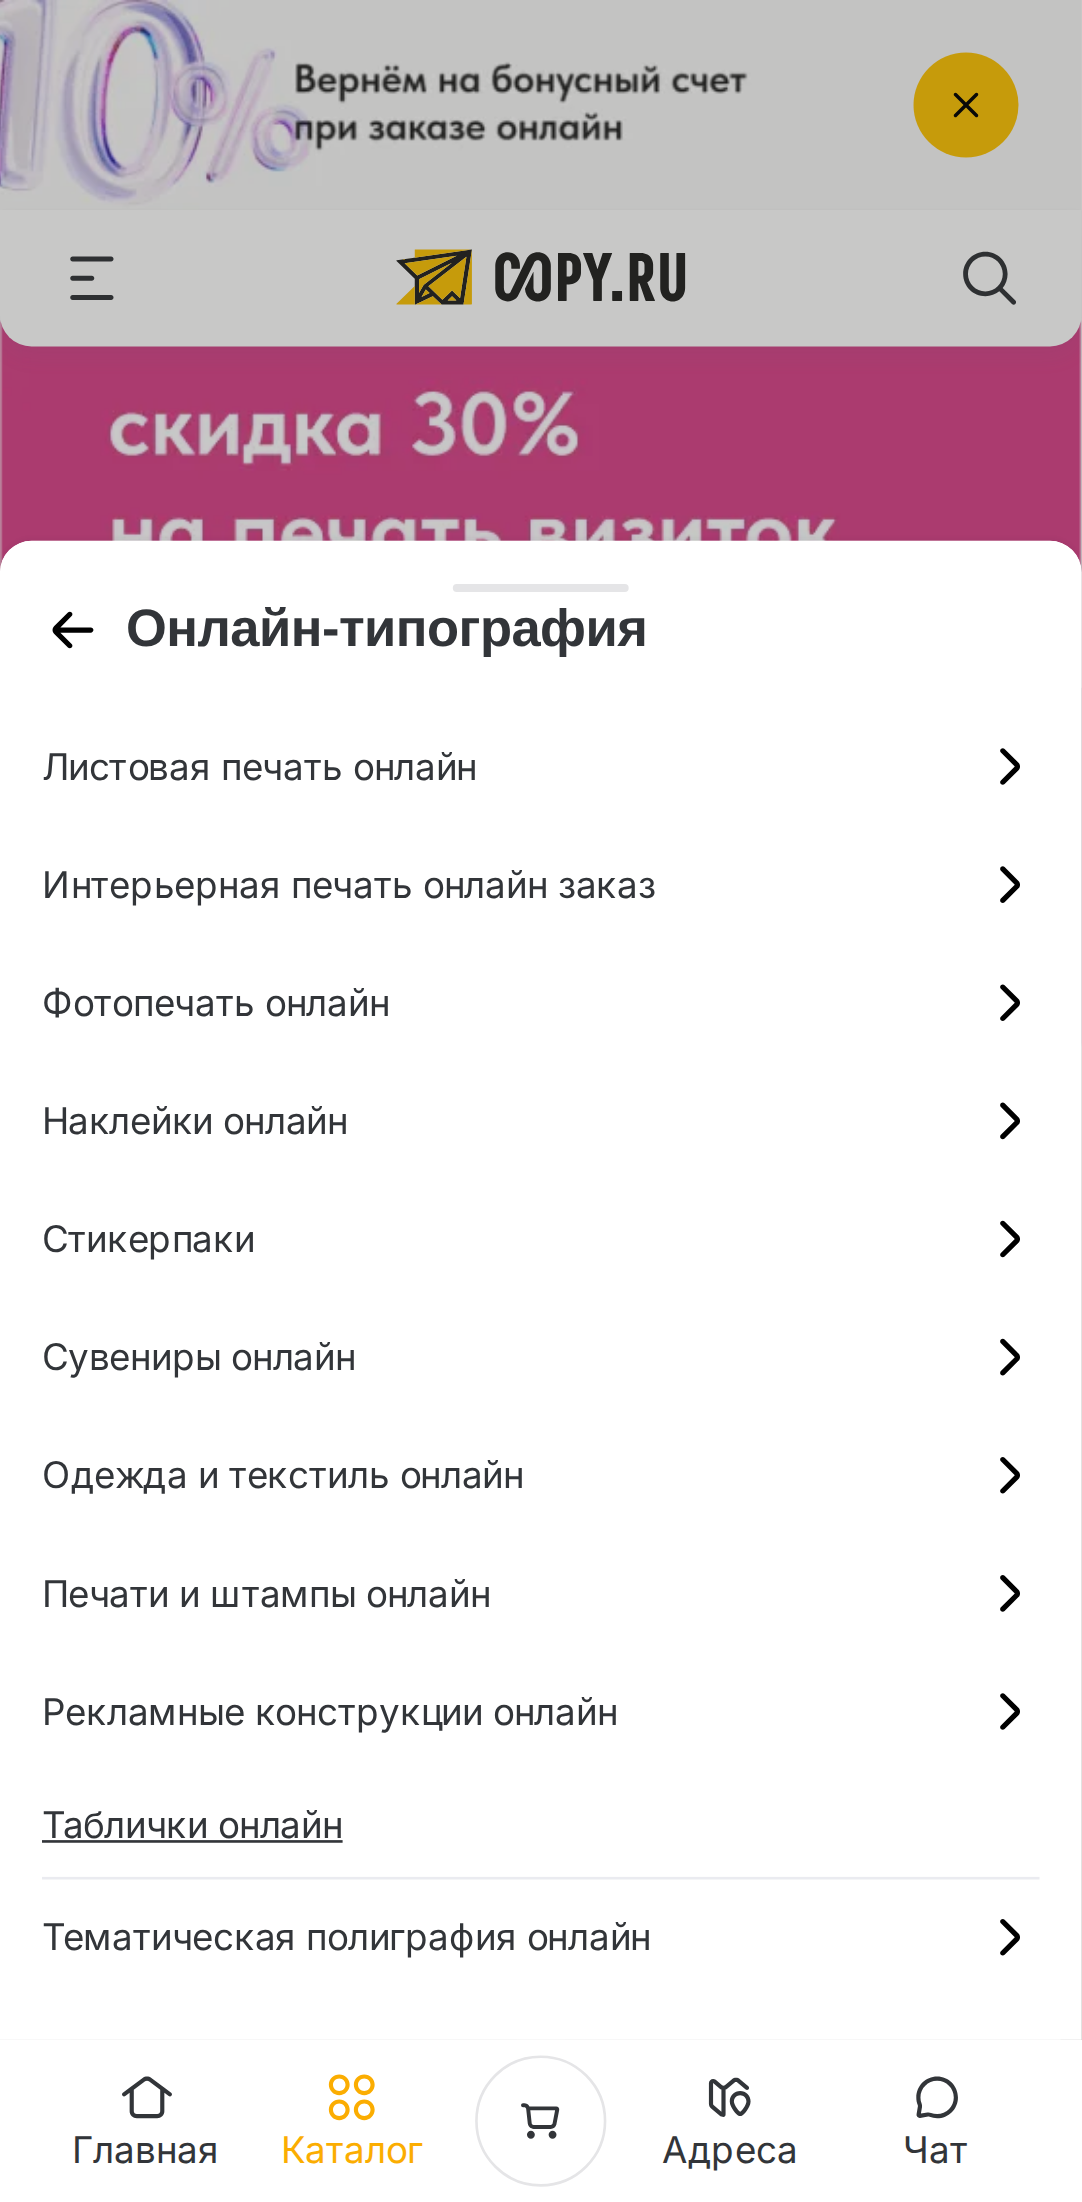 10%
Вернём на бонусный счет
при заказе онлайн
COPY.RU
скидка 30%
на печать визиток
Онлайн-типография
Листовая печать онлайн
Интерьерная печать онлайн заказ
Фотопечать онлайн
Наклейки онлайн
Стикерпаки
Сувениры онлайн
Одежда и текстиль онлайн
Печати и штампы онлайн
Рекламные конструкции онлайн
Таблички онлайн
Тематическая полиграфия онлайн
Главная
Каталог
Адреса
Чат